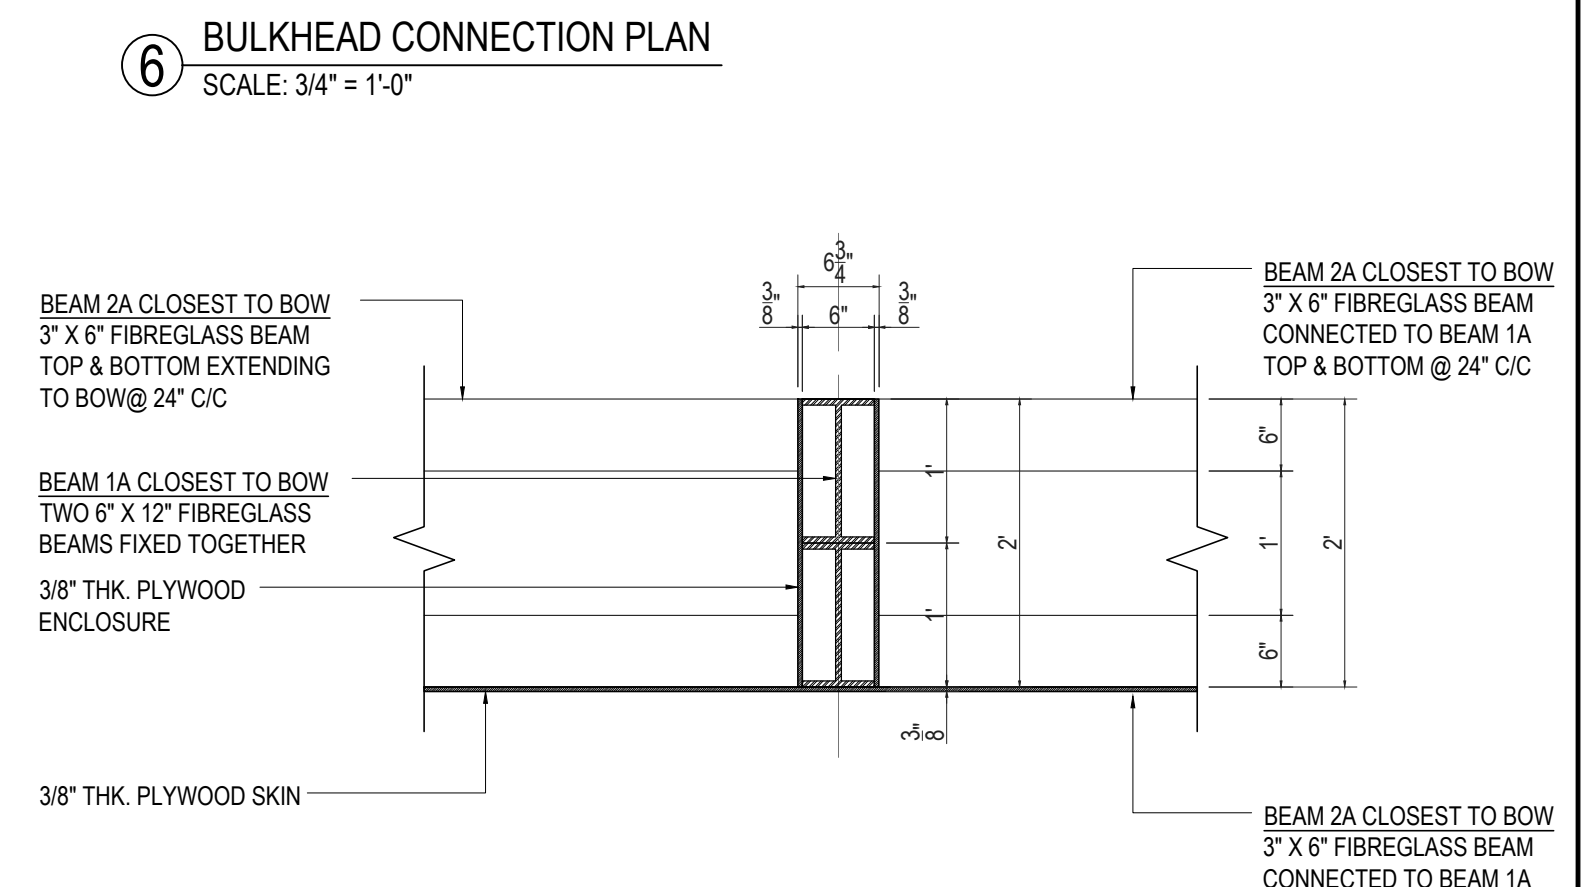 6
BULKHEAD CONNECTION PLAN
SCALE: 3/4" = 1'-0"
BEAM 2A CLOSEST TO BOW
3" X 6" FIBREGLASS BEAM
TOP & BOTTOM EXTENDING
TO BOW@ 24" C/C
BEAM 1A CLOSEST TO BOW
TWO 6" X 12" FIBREGLASS
BEAMS FIXED TOGETHER
3/8" THK. PLYWOOD
ENCLOSURE
3/8" THK. PLYWOOD SKIN
6 3/4"
3/8"
6"
3/8"
1'
1'
2'
3/8"
BEAM 2A CLOSEST TO BOW
3" X 6" FIBREGLASS BEAM
CONNECTED TO BEAM 1A
TOP & BOTTOM @ 24" C/C
6"
1'
6"
2'
BEAM 2A CLOSEST TO BOW
3" X 6" FIBREGLASS BEAM
CONNECTED TO BEAM 1A